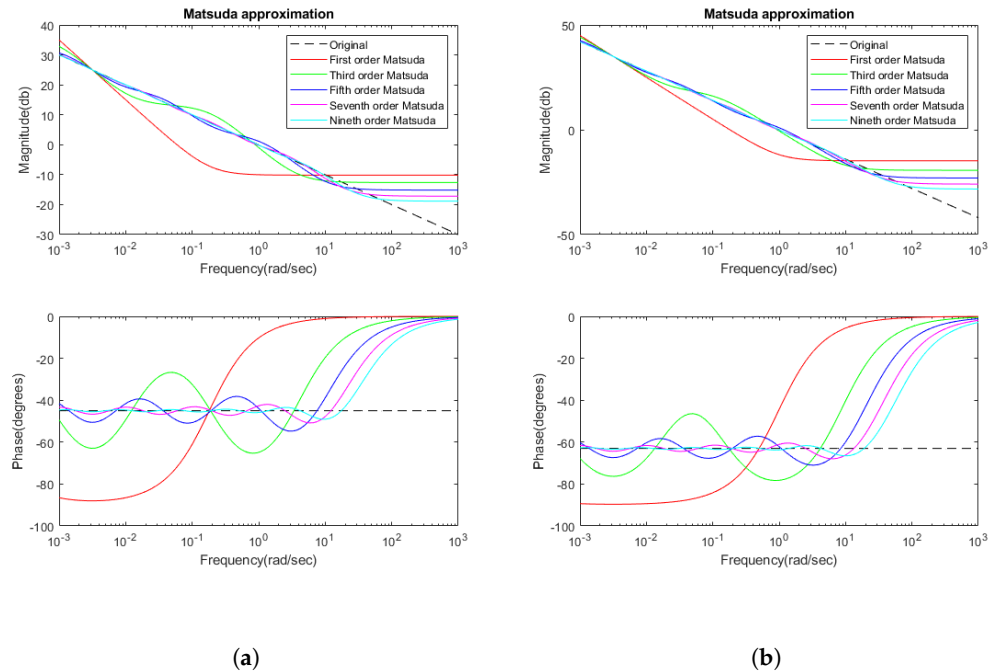 Matsuda approximation
40
30
20
10
0
-10
-20
-30
Magnitude(db)
Original
First order Matsuda
Third order Matsuda
Fifth order Matsuda
Seventh order Matsuda
Nineth order Matsuda
10^-3 10^-2 10^-1 10^0 10^1 10^2 10^3
Frequency(rad/sec)
0
-20
-40
-60
-80
-100
Phase(degrees)
10^-3 10^-2 10^-1 10^0 10^1 10^2 10^3
Frequency(rad/sec)
(a)
Matsuda approximation
50
0
-50
Magnitude(db)
Original
First order Matsuda
Third order Matsuda
Fifth order Matsuda
Seventh order Matsuda
Nineth order Matsuda
10^-3 10^-2 10^-1 10^0 10^1 10^2 10^3
Frequency(rad/sec)
0
-20
-40
-60
-80
-100
Phase(degrees)
10^-3 10^-2 10^-1 10^0 10^1 10^2 10^3
Frequency(rad/sec)
(b)